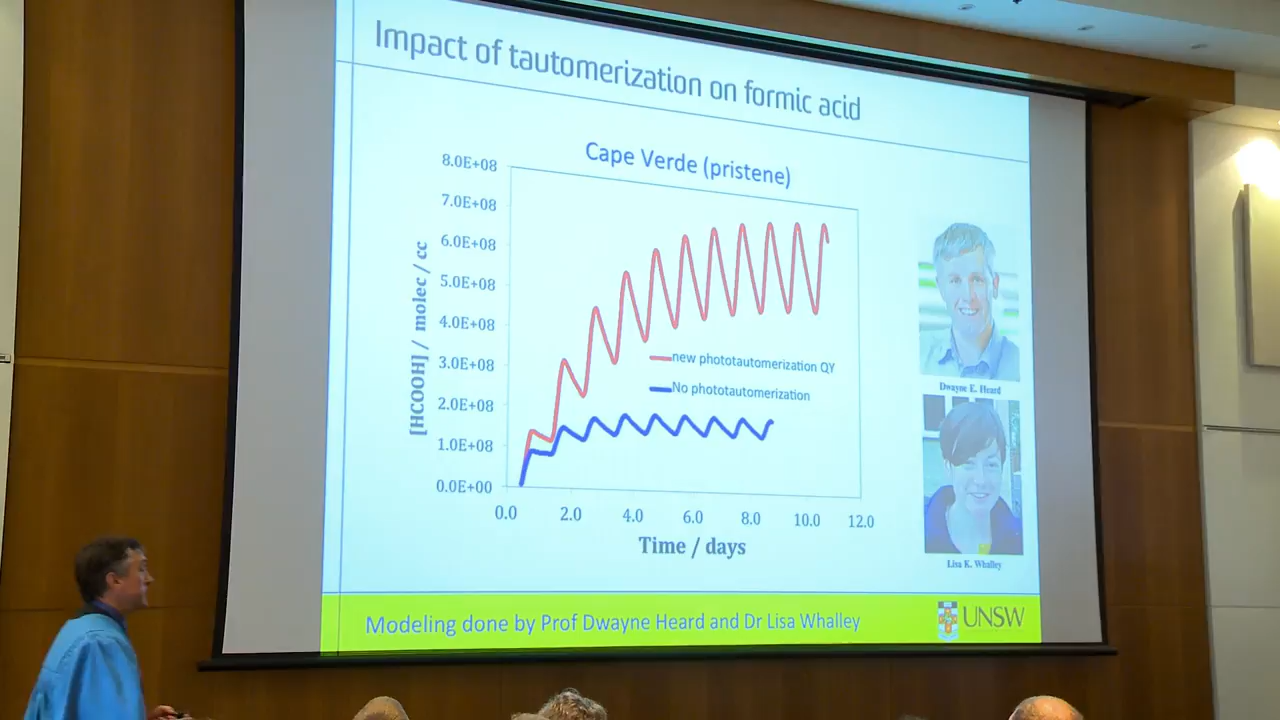 Impact of tautomerization on formic acid
Cape Verde (pristene)
8.0E+08
7.0E+08
6.0E+08
5.0E+08
4.0E+08
3.0E+08
2.0E+08
1.0E+08
0.0E+00
[HCOOH] / molec / cc
new phototautomerization QY
No phototautomerization
0.0 2.0 4.0 6.0 8.0 10.0 12.0
Time / days
Dwayne E. Heard
Lisa K. Whalley
Modeling done by Prof Dwayne Heard and Dr Lisa Whalley
UNSW